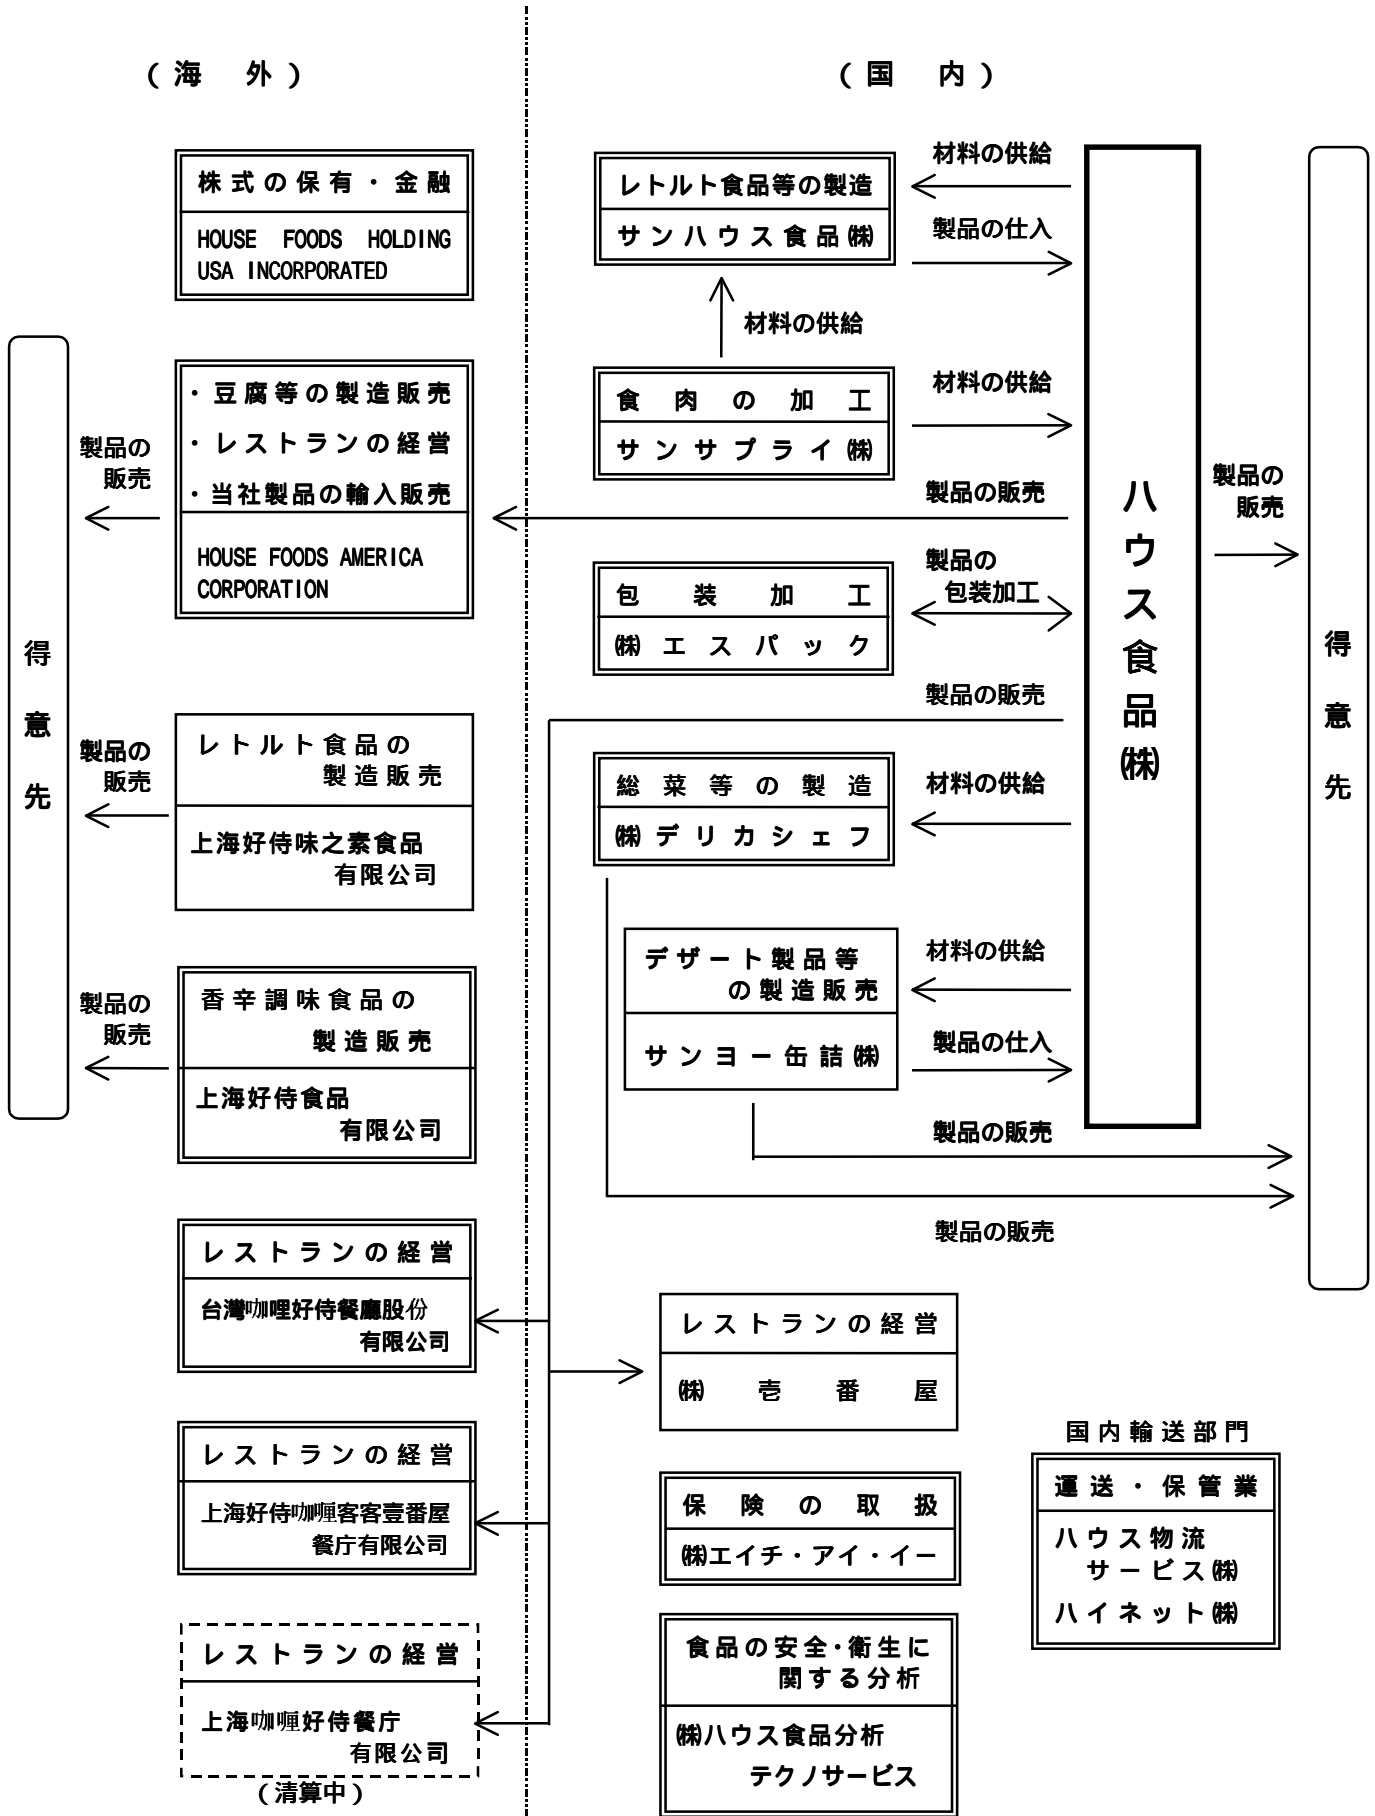 （海　外）
（国　内）
株式の保有・金融
HOUSE FOODS HOLDING
USA INCORPORATED
・豆腐等の製造販売
・レストランの経営
・当社製品の輸入販売
HOUSE FOODS AMERICA
CORPORATION
製品の
販売
得意先
レトルト食品の
製造販売
上海好侍味之素食品
有限公司
製品の
販売
香辛調味食品の
製造販売
上海好侍食品
有限公司
製品の
販売
レストランの経営
台灣咖哩好侍餐廳股份
有限公司
レストランの経営
上海好侍咖喱客客壹番屋
餐庁有限公司
レストランの経営
上海咖喱好侍餐庁
有限公司
（清算中）
レトルト食品等の製造
サンハウス食品㈱
材料の供給
製品の仕入
材料の供給
食肉の加工
サンサプライ㈱
材料の供給
製品の販売
包装加工
㈱エスパック
製品の
包装加工
製品の販売
総菜等の製造
㈱デリカシェフ
材料の供給
デザート製品等
の製造販売
サンヨー缶詰㈱
材料の供給
製品の仕入
製品の販売
製品の販売
ハウス食品㈱
製品の
販売
得意先
レストランの経営
㈱壱番屋
保険の取扱
㈱エイチ・アイ・イー
食品の安全・衛生に
関する分析
㈱ハウス食品分析
テクノサービス
国内輸送部門
運送・保管業
ハウス物流
サービス㈱
ハイネット㈱